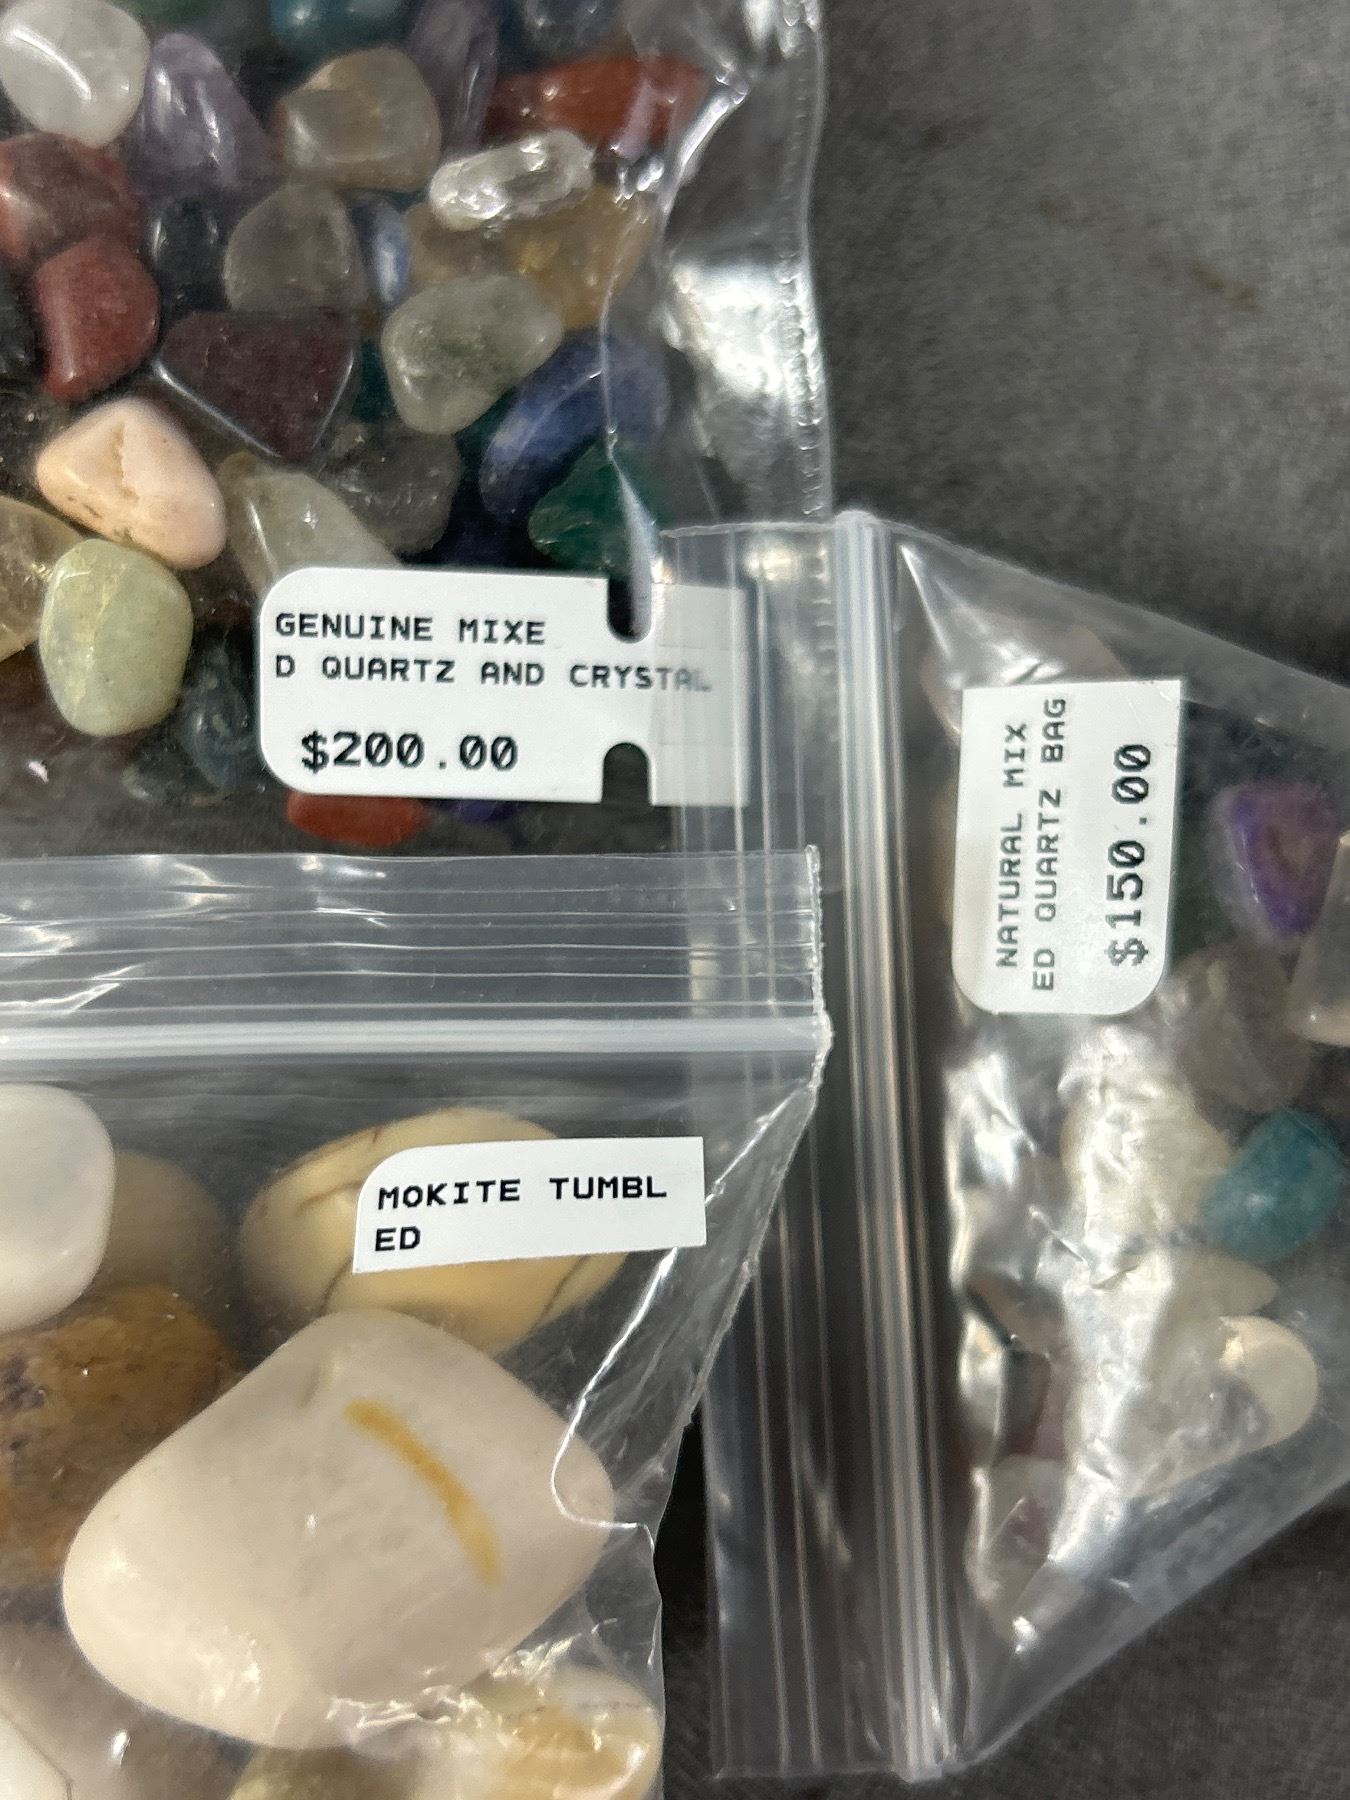 GENUINE MIXE
D QUARTZ AND CRYSTAL
$200.00
NATURAL MIX
ED QUARTZ BAG
$150.00
MOKITE TUMBL
ED